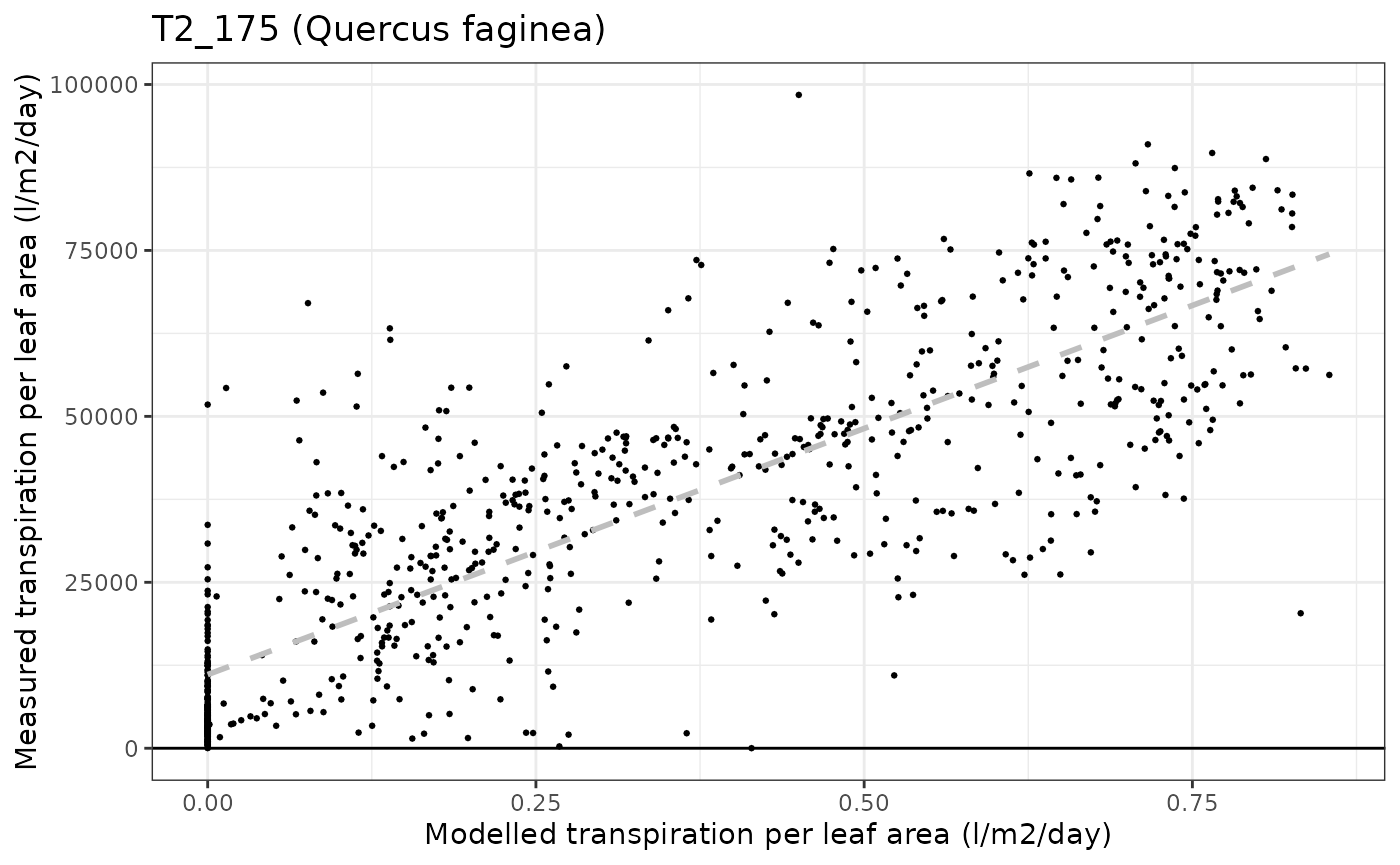 T2_175 (Quercus faginea)
Measured transpiration per leaf area (l/m2/day)
100000
75000
50000
25000
0
0.00 0.25 0.50 0.75
Modelled transpiration per leaf area (l/m2/day)